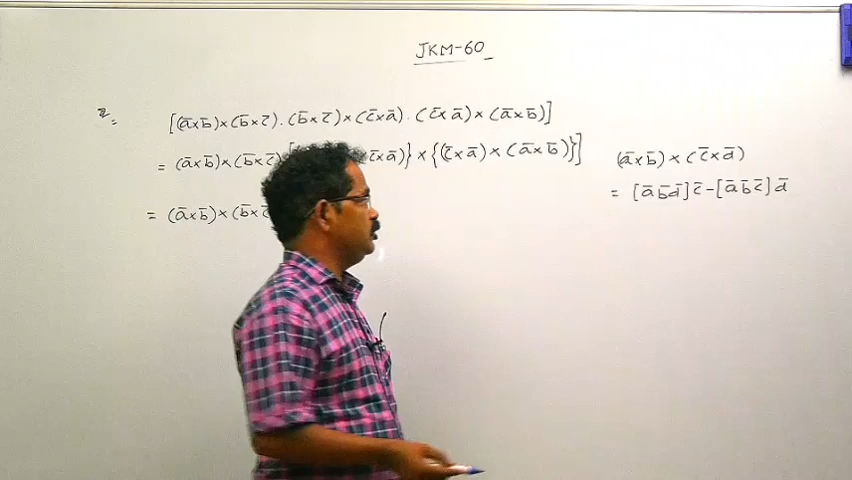 JKM-60
2. [(ā×b̄)×(b̄×c̄).(b̄×c̄)×(c̄×ā).(c̄×ā)×(ā×b̄)]
= (ā×b̄)×(b̄×c̄)[ c̄×ā)}×{(c̄×ā)×(ā×b̄)}]
= (ā×b̄)×(b̄×c̄
(ā×b̄)×(c̄×d̄)
= [ā b̄ d̄]c̄-[ā b̄ c̄]d̄